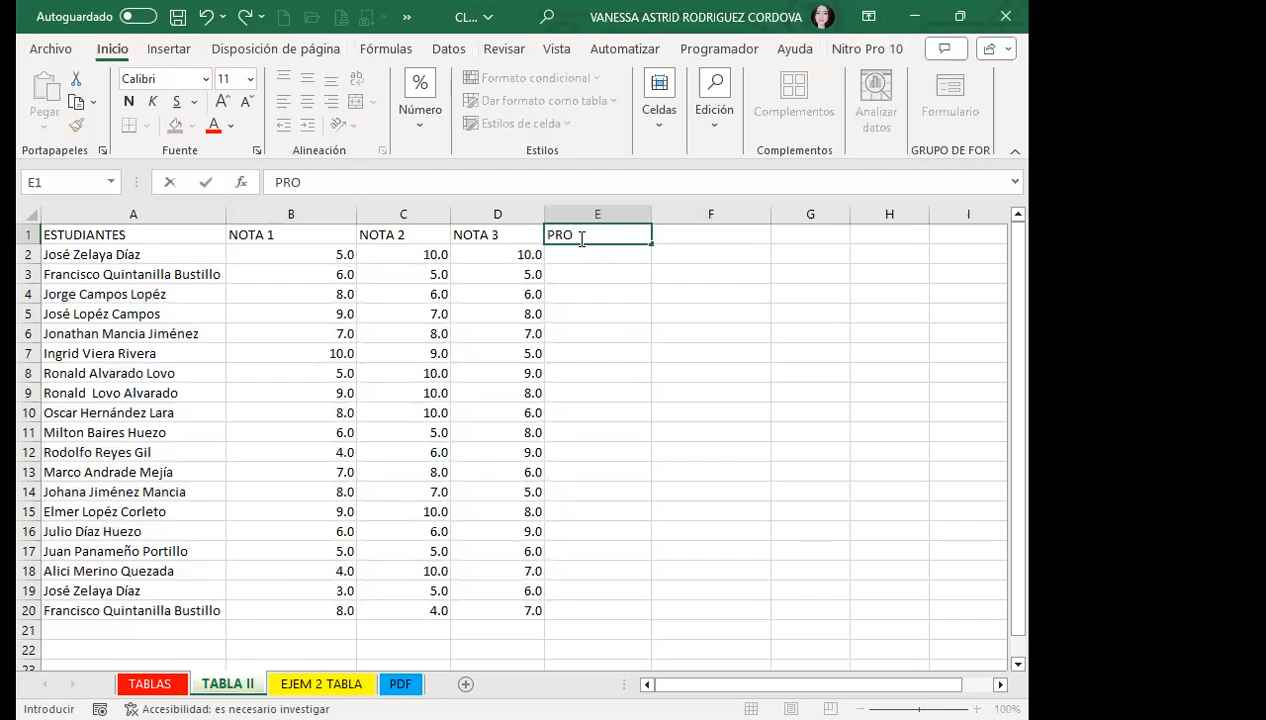 Autoguardado CL... VANESSA ASTRID RODRIGUEZ CORDOVA
Archivo Inicio Insertar Disposición de página Fórmulas Datos Revisar Vista Automatizar Programador Ayuda Nitro Pro 10
Pegar Calibri 11 N K S A A A % Número Formato condicional Dar formato como tabla Estilos de celda Celdas Edición Complementos Analizar datos Formulario
Portapapeles Fuente Alineación Estilos Complementos GRUPO DE FOR
E1 fx PRO
A B C D E F G H I
1 ESTUDIANTES NOTA 1 NOTA 2 NOTA 3 PRO
2 José Zelaya Díaz 5.0 10.0 10.0
3 Francisco Quintanilla Bustillo 6.0 5.0 5.0
4 Jorge Campos Lopéz 8.0 6.0 6.0
5 José Lopéz Campos 9.0 7.0 8.0
6 Jonathan Mancia Jiménez 7.0 8.0 7.0
7 Ingrid Viera Rivera 10.0 9.0 5.0
8 Ronald Alvarado Lovo 5.0 10.0 9.0
9 Ronald  Lovo Alvarado 9.0 10.0 8.0
10 Oscar Hernández Lara 8.0 10.0 6.0
11 Milton Baires Huezo 6.0 5.0 8.0
12 Rodolfo Reyes Gil 4.0 6.0 9.0
13 Marco Andrade Mejía 7.0 8.0 6.0
14 Johana Jiménez Mancia 8.0 7.0 5.0
15 Elmer Lopéz Corleto 9.0 10.0 8.0
16 Julio Díaz Huezo 6.0 6.0 9.0
17 Juan Panameño Portillo 5.0 5.0 6.0
18 Alici Merino Quezada 4.0 10.0 7.0
19 José Zelaya Díaz 3.0 5.0 6.0
20 Francisco Quintanilla Bustillo 8.0 4.0 7.0
21
22
23
TABLAS TABLA II EJEM 2 TABLA PDF
Introducir Accesibilidad: es necesario investigar 100%